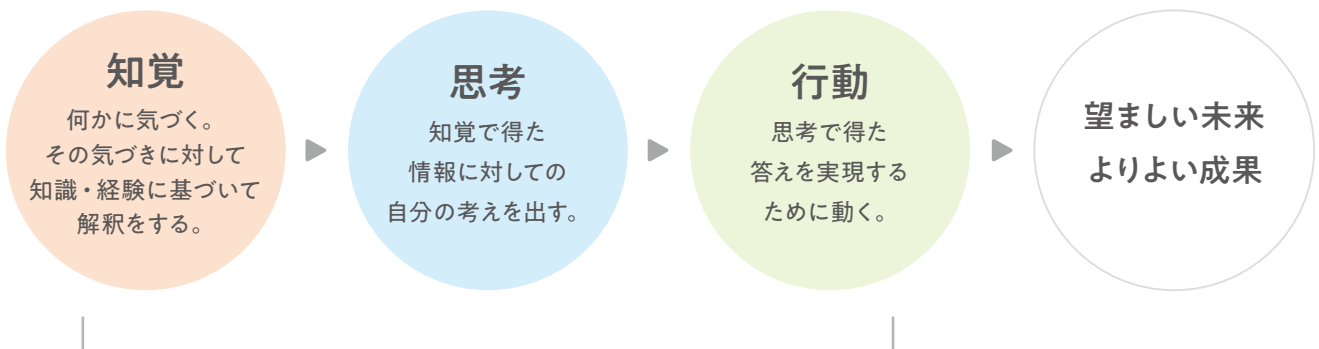 知覚
何かに気づく。
その気づきに対して
知識・経験に基づいて
解釈をする。
思考
知覚で得た
情報に対しての
自分の考えを出す。
行動
思考で得た
答えを実現する
ために動く。
望ましい未来
よりよい成果